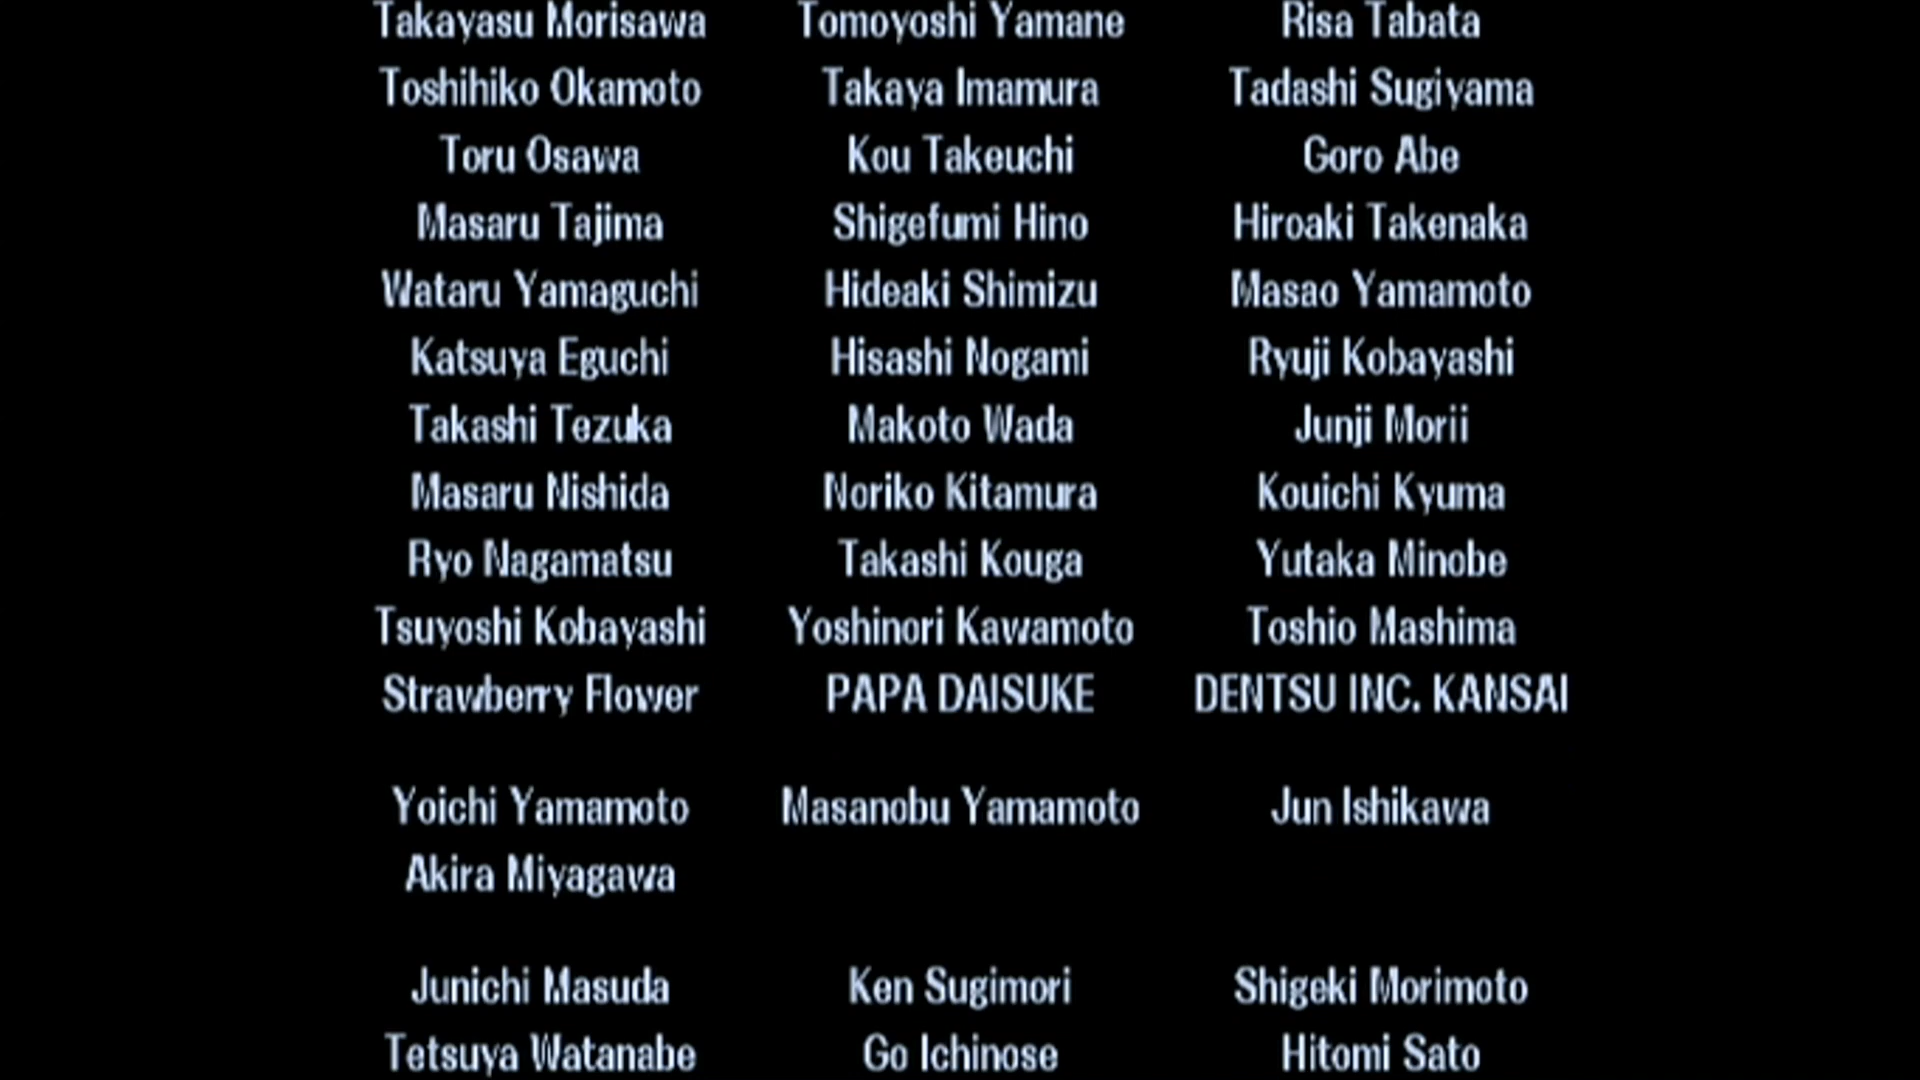 Takayasu Morisawa Tomoyoshi Yamane Risa Tabata
Toshihiko Okamoto Takaya Imamura Tadashi Sugiyama
Toru Osawa Kou Takeuchi Goro Abe
Masaru Tajima Shigefumi Hino Hiroaki Takenaka
Wataru Yamaguchi Hideaki Shimizu Masao Yamamoto
Katsuya Eguchi Hisashi Nogami Ryuji Kobayashi
Takashi Tezuka Makoto Wada Junji Morii
Masaru Nishida Noriko Kitamura Kouichi Kyuma
Ryo Nagamatsu Takashi Kouga Yutaka Minobe
Tsuyoshi Kobayashi Yoshinori Kawamoto Toshio Mashima
Strawberry Flower PAPA DAISUKE DENTSU INC. KANSAI
Yoichi Yamamoto Masanobu Yamamoto Jun Ishikawa
Akira Miyagawa
Junichi Masuda Ken Sugimori Shigeki Morimoto
Tetsuya Watanabe Go Ichinose Hitomi Sato